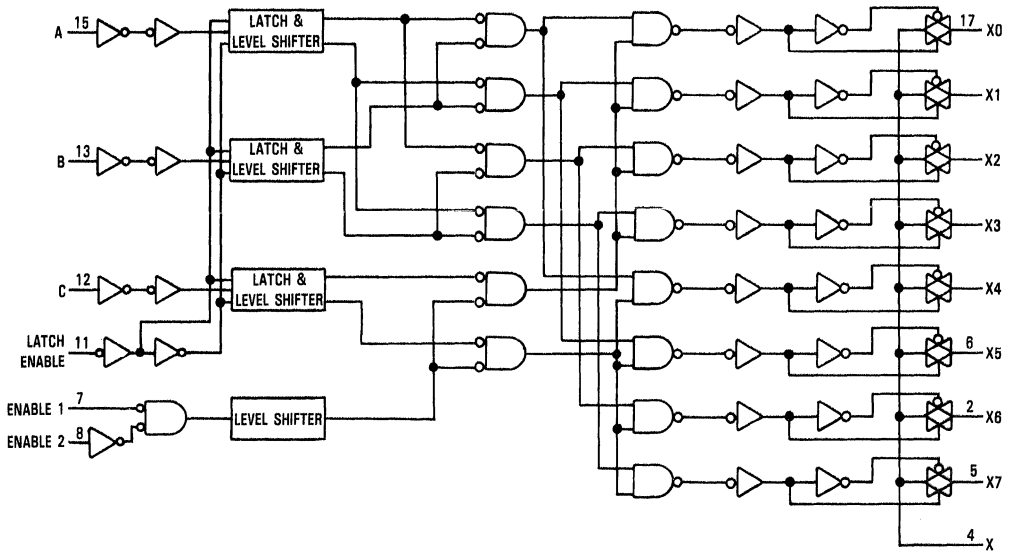 A 15
LATCH &
LEVEL SHIFTER
17 X0
X1
B 13
LATCH &
LEVEL SHIFTER
X2
X3
C 12
LATCH &
LEVEL SHIFTER
X4
LATCH
ENABLE 11
6 X5
ENABLE 1 7
LEVEL SHIFTER
2 X6
ENABLE 2 8
5 X7
4 X